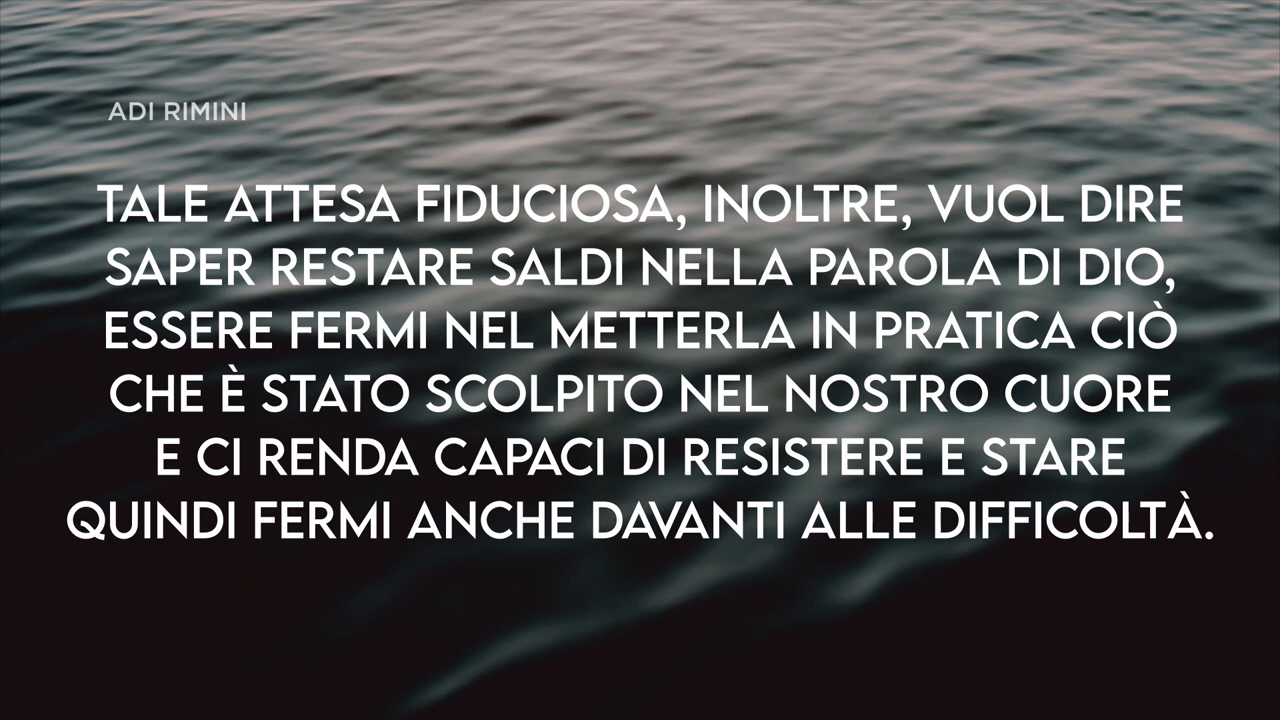 ADI RIMINI
TALE ATTESA FIDUCIOSA, INOLTRE, VUOL DIRE
SAPER RESTARE SALDI NELLA PAROLA DI DIO,
ESSERE FERMI NEL METTERLA IN PRATICA CIÒ
CHE È STATO SCOLPITO NEL NOSTRO CUORE
E CI RENDA CAPACI DI RESISTERE E STARE
QUINDI FERMI ANCHE DAVANTI ALLE DIFFICOLTÀ.